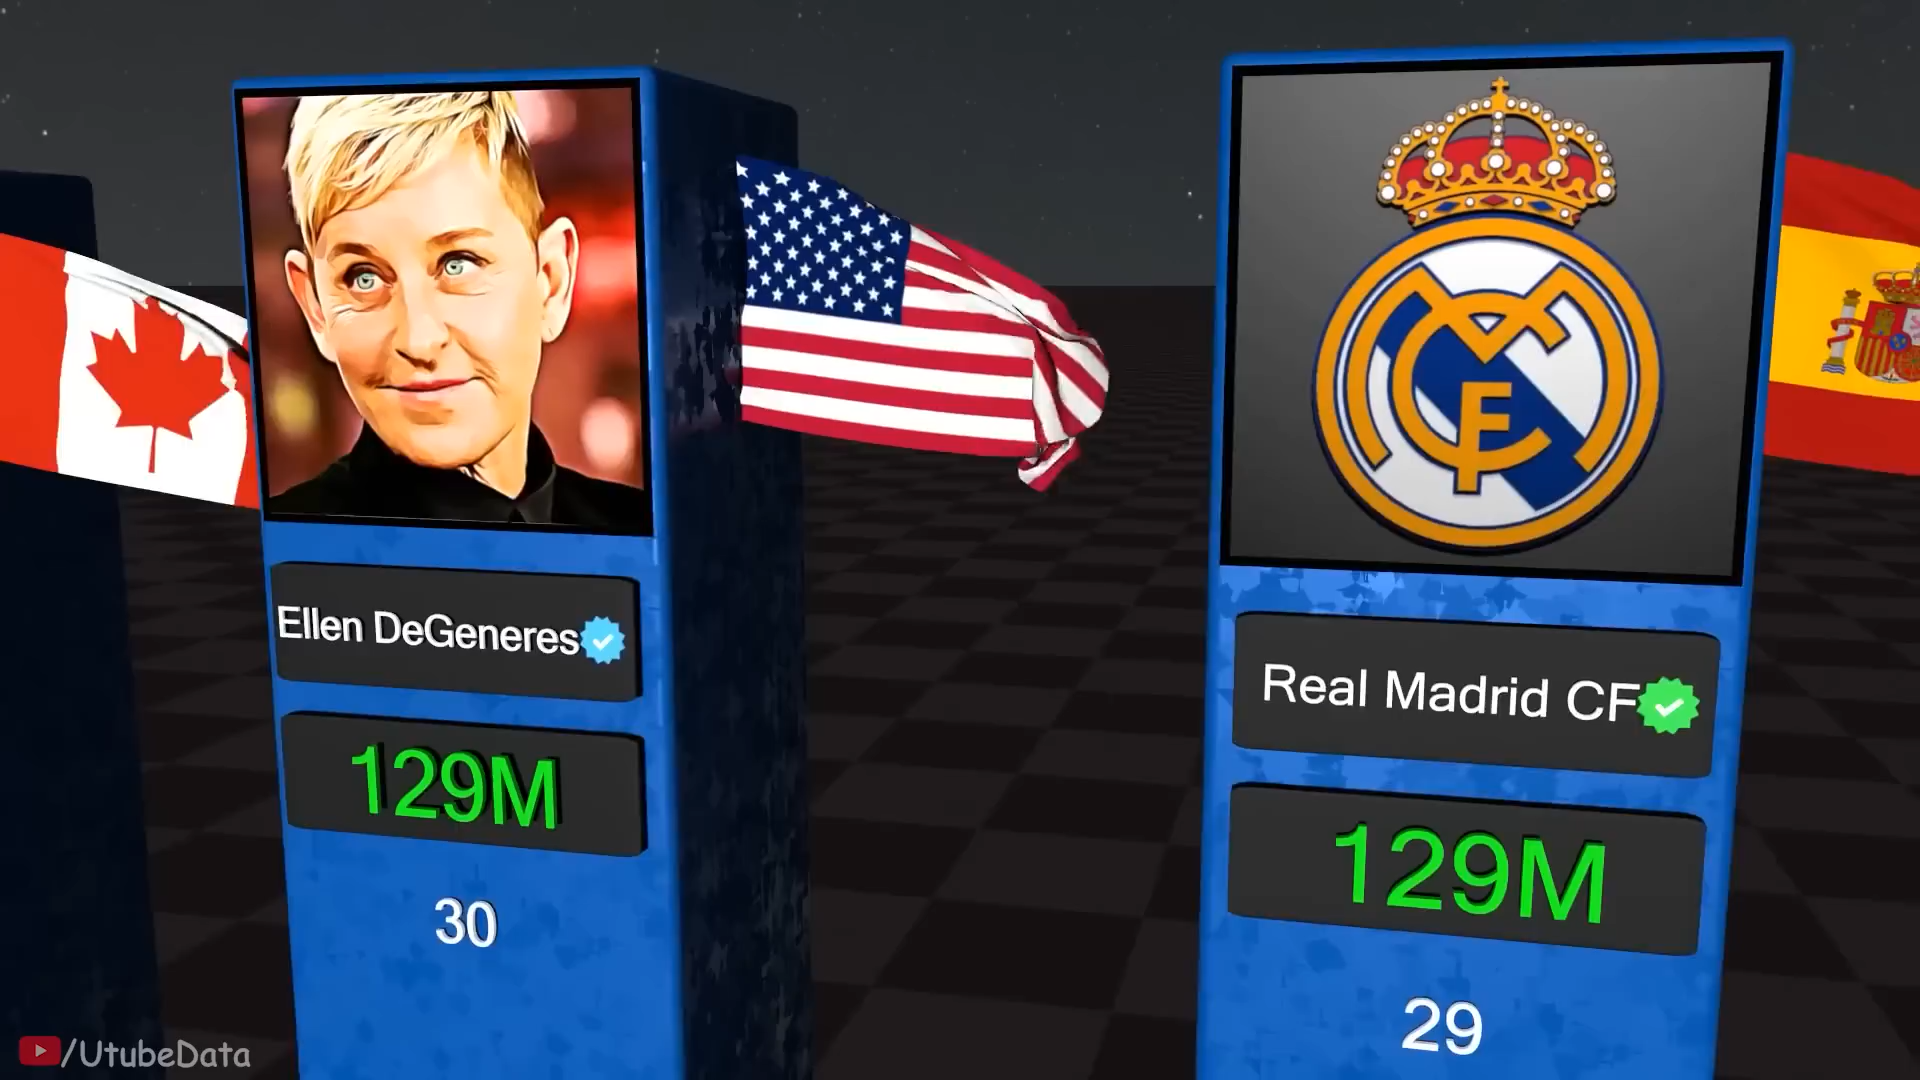 Ellen DeGeneres
129M
30
Real Madrid CF
129M
29
/UtubeData